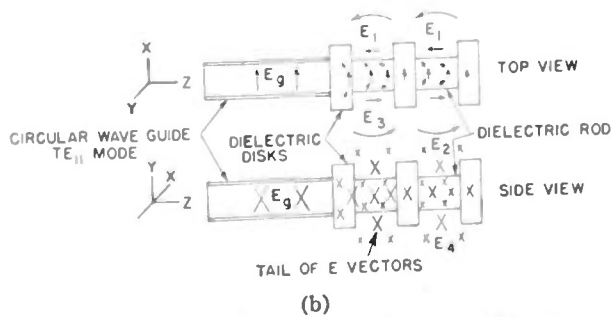 E1 E1
X
Z
Y
Eg
TOP VIEW
E3
CIRCULAR WAVE GUIDE
TE11 MODE
DIELECTRIC
DISKS
E2
DIELECTRIC ROD
Y
X
Z
Eg
SIDE VIEW
E4
TAIL OF E VECTORS
(b)